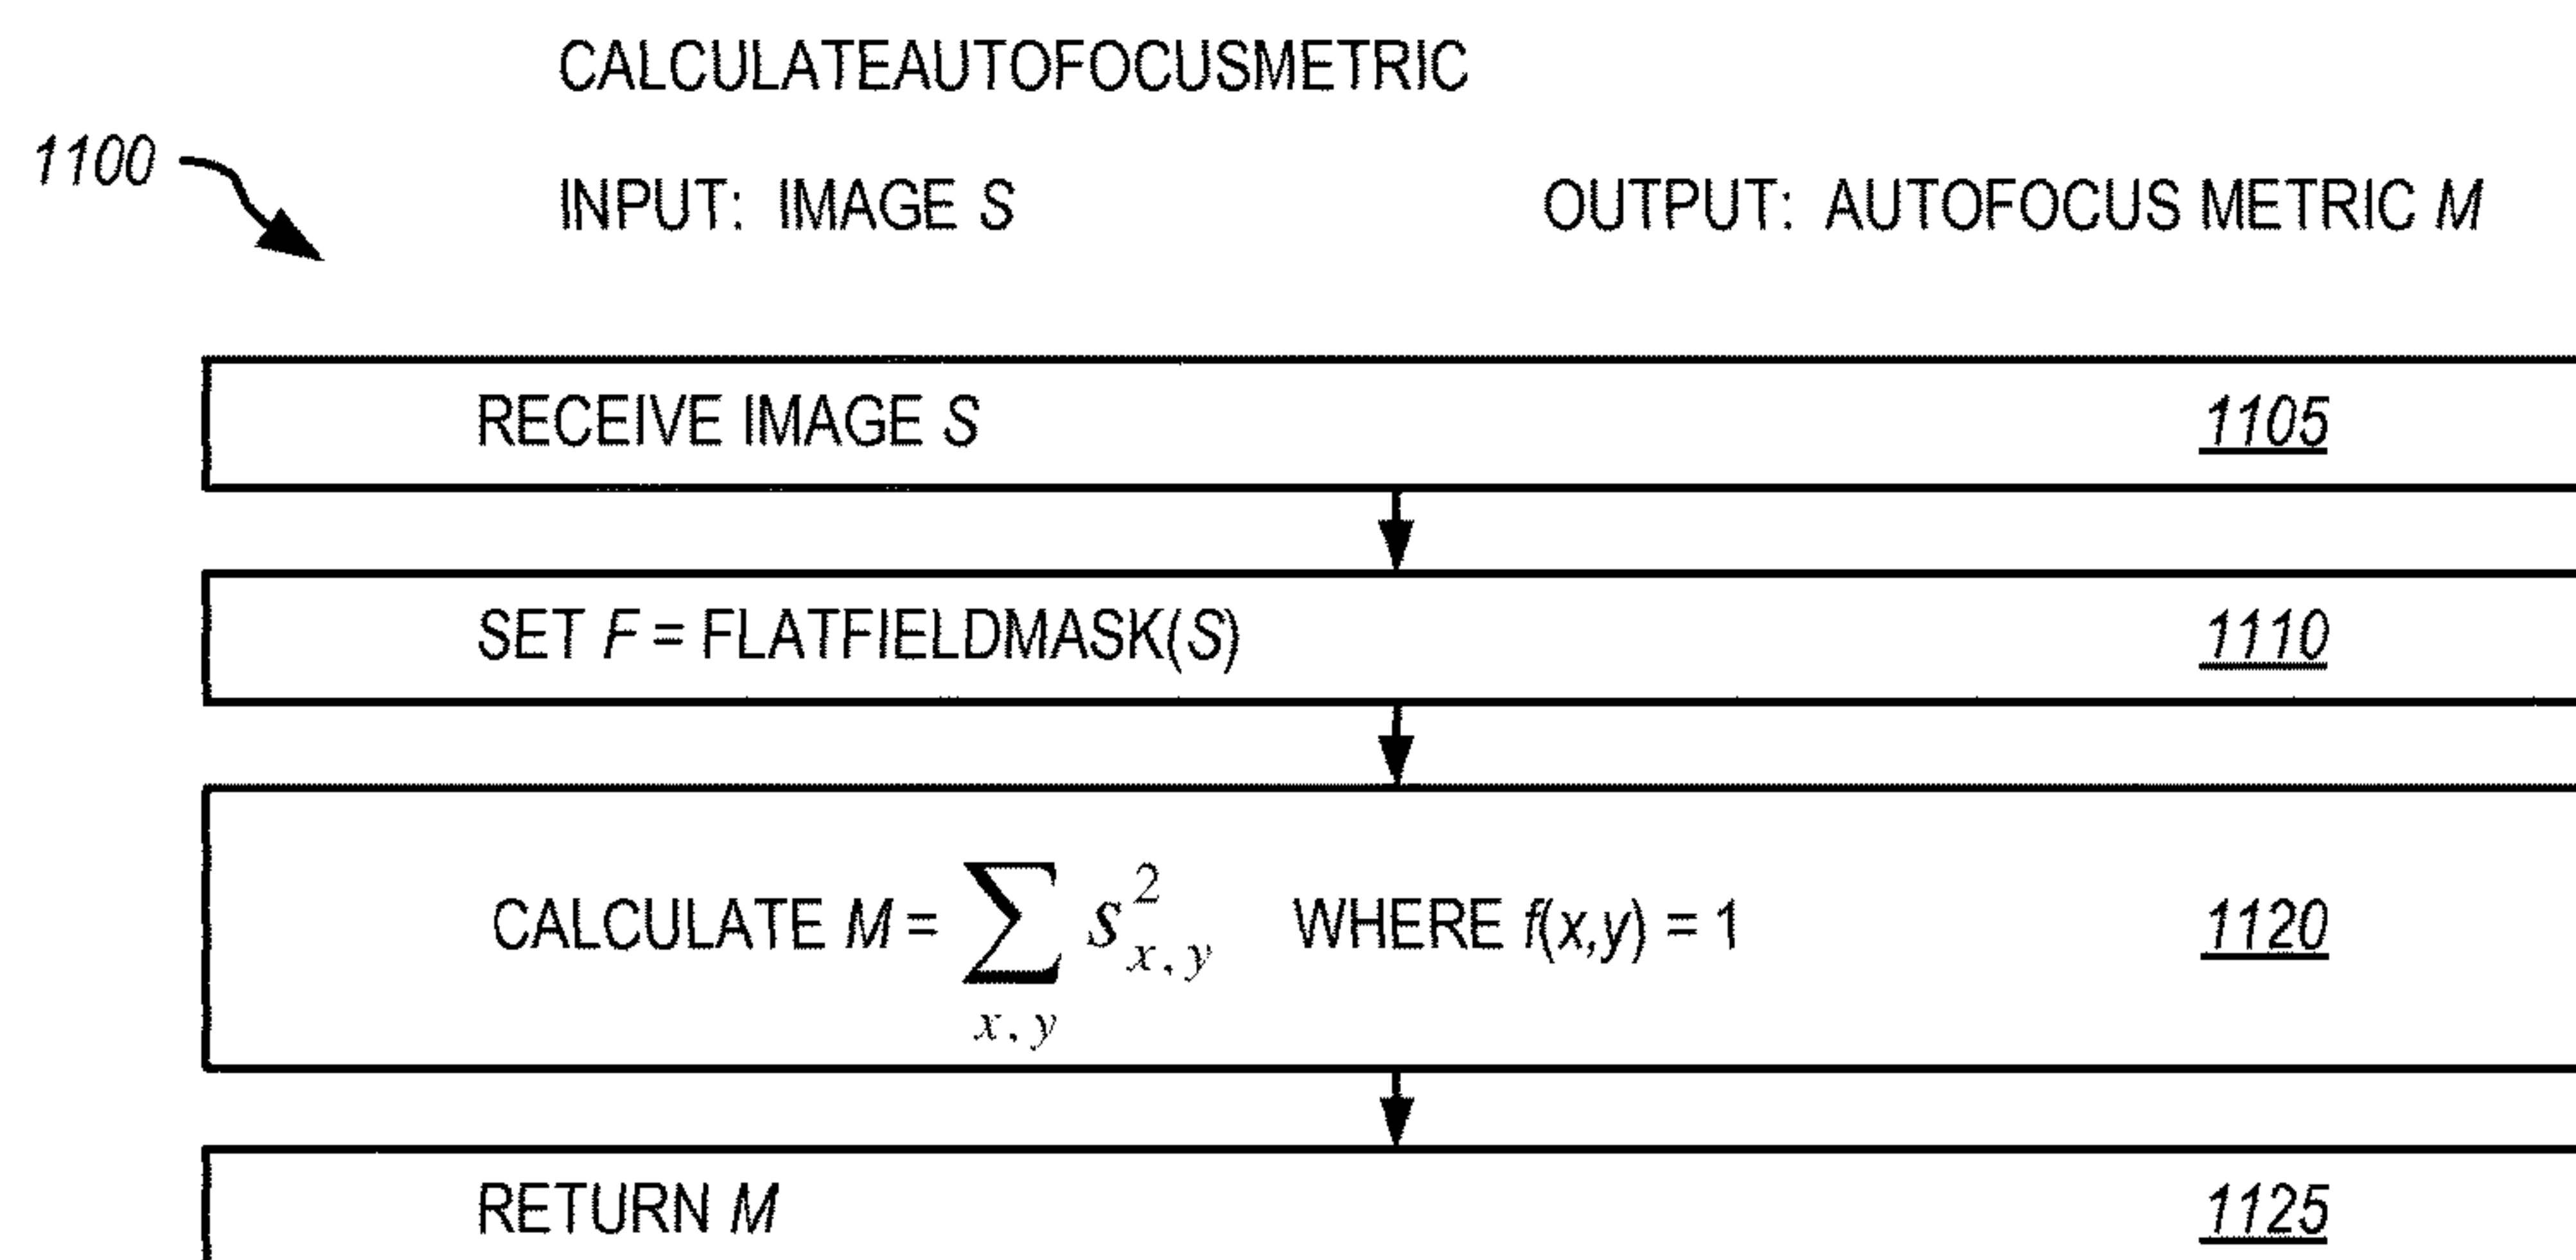 CALCULATEAUTOFOCUSMETRIC
1100
INPUT: IMAGE S OUTPUT: AUTOFOCUS METRIC M
RECEIVE IMAGE S 1105
SET F = FLATFIELDMASK(S) 1110
CALCULATE M = ∑_{x,y} s²_{x,y} WHERE f(x,y) = 1 1120
RETURN M 1125